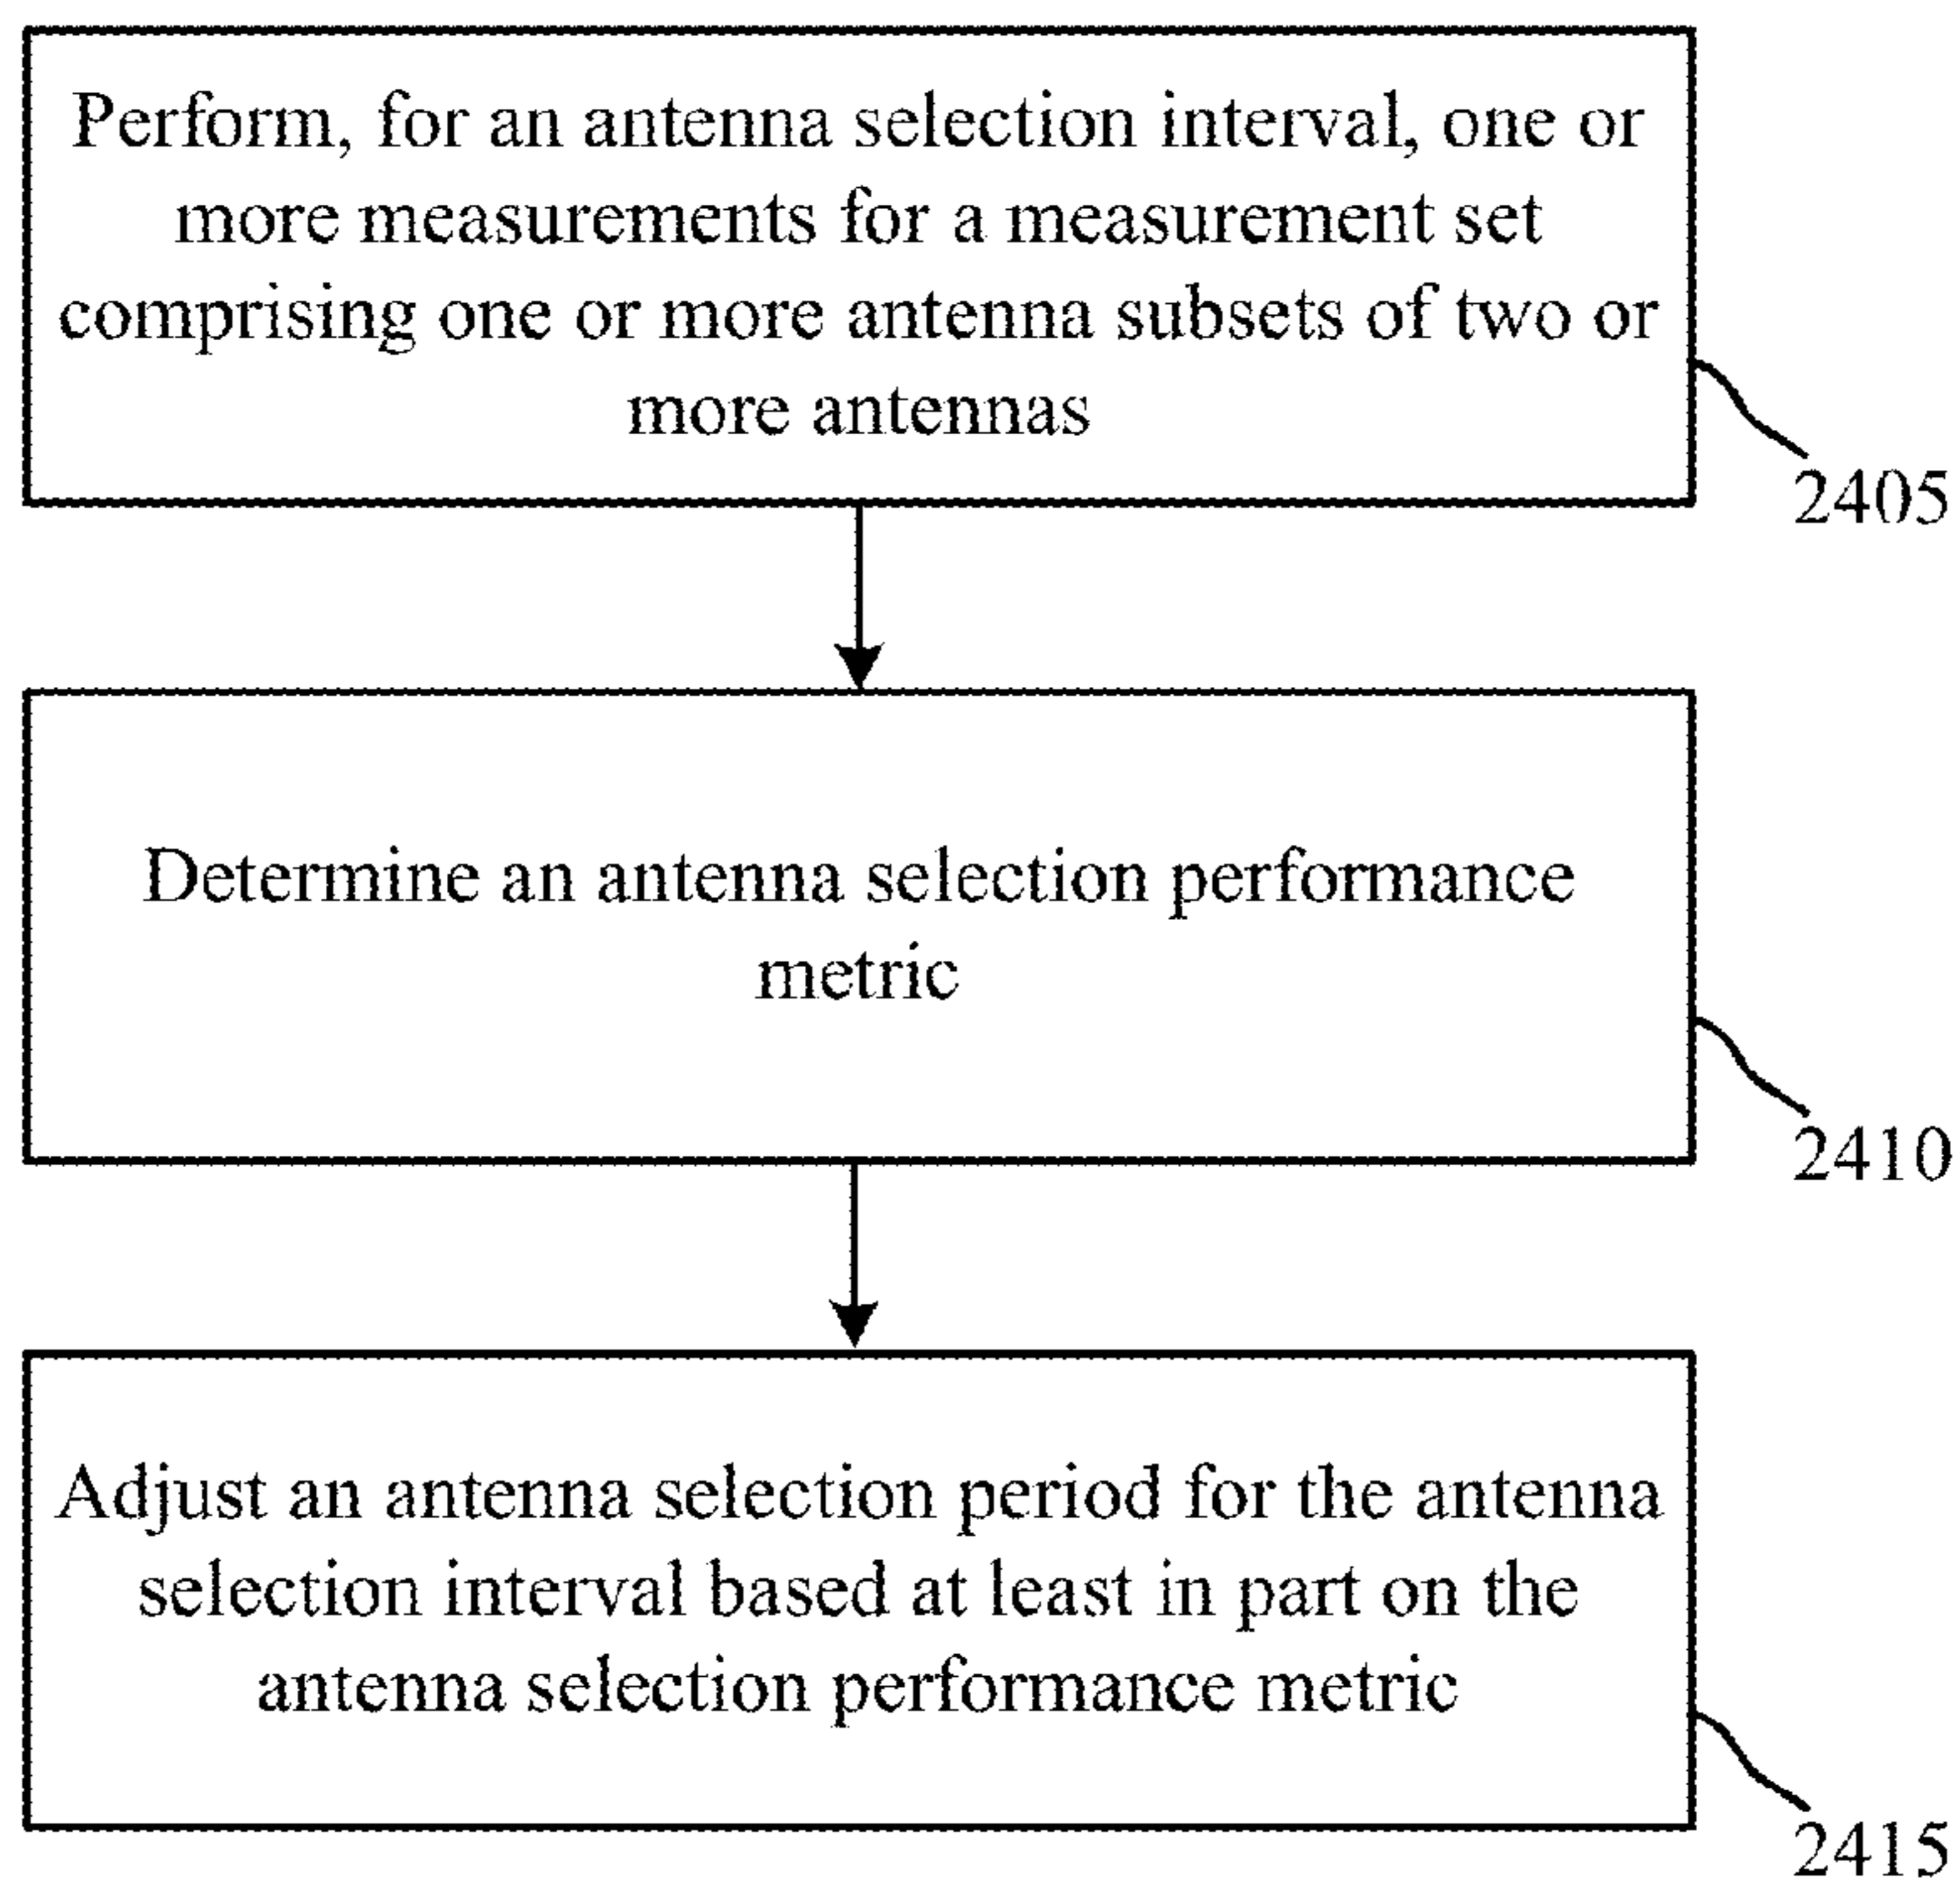 Perform, for an antenna selection interval, one or
more measurements for a measurement set
comprising one or more antenna subsets of two or
more antennas
2405
Determine an antenna selection performance
metric
2410
Adjust an antenna selection period for the antenna
selection interval based at least in part on the
antenna selection performance metric
2415